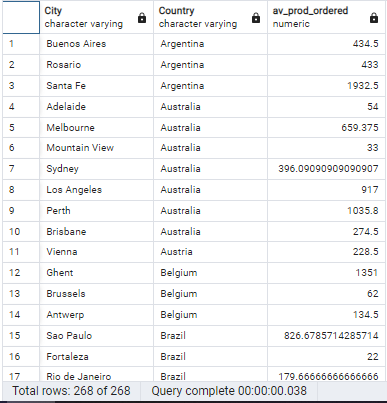 City Country av_prod_ordered
character varying character varying numeric
1 Buenos Aires Argentina 434.5
2 Rosario Argentina 433
3 Santa Fe Argentina 1932.5
4 Adelaide Australia 54
5 Melbourne Australia 659.375
6 Mountain View Australia 33
7 Sydney Australia 396.09090909090907
8 Los Angeles Australia 917
9 Perth Australia 1035.8
10 Brisbane Australia 274.5
11 Vienna Austria 228.5
12 Ghent Belgium 1351
13 Brussels Belgium 62
14 Antwerp Belgium 134.5
15 Sao Paulo Brazil 826.6785714285714
16 Fortaleza Brazil 22
17 Rio de Janeiro Brazil 179.66666666666666
Total rows: 268 of 268 Query complete 00:00:00.038